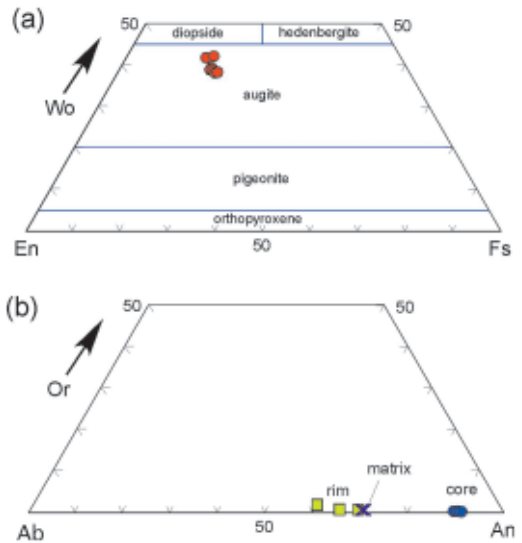 (a)
50 diopside hedenbergite 50
Wo
augite
pigeonite
orthopyroxene
En 50 Fs
(b)
50 50
Or
matrix
rim core
Ab 50 An